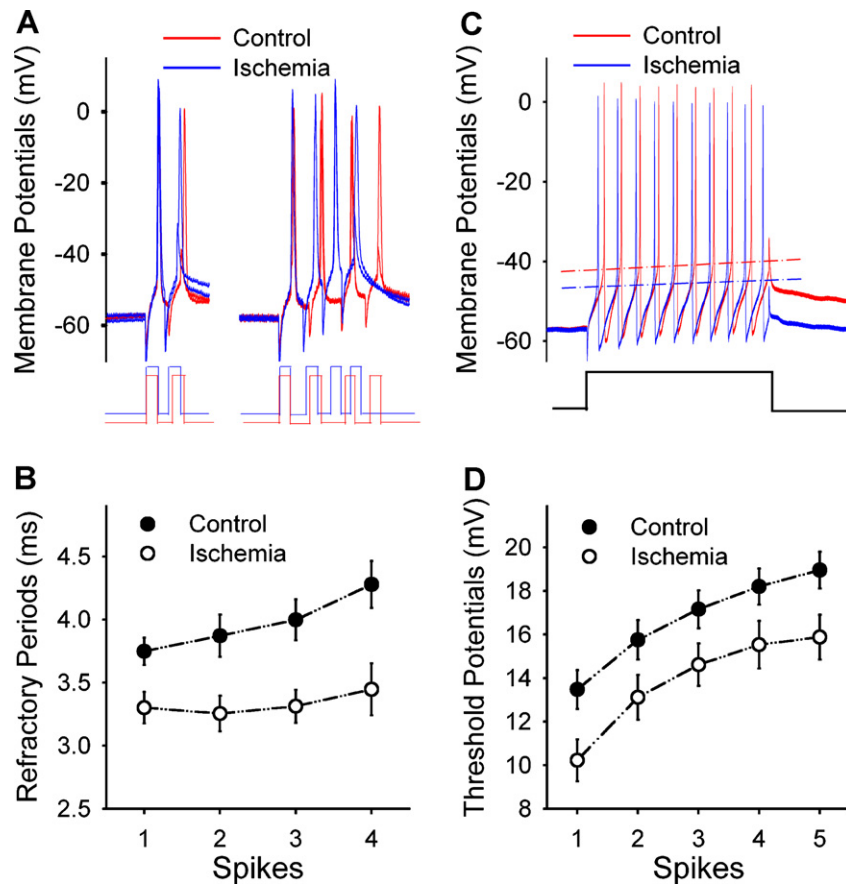 A
Control
Ischemia
Membrane Potentials (mV)
0
-20
-40
-60
C
Control
Ischemia
Membrane Potentials (mV)
0
-20
-40
-60
B
Control
Ischemia
Refractory Periods (ms)
4.5
4.0
3.5
3.0
2.5
1 2 3 4
Spikes
D
Control
Ischemia
Threshold Potentials (mV)
20
18
16
14
12
10
8
1 2 3 4 5
Spikes